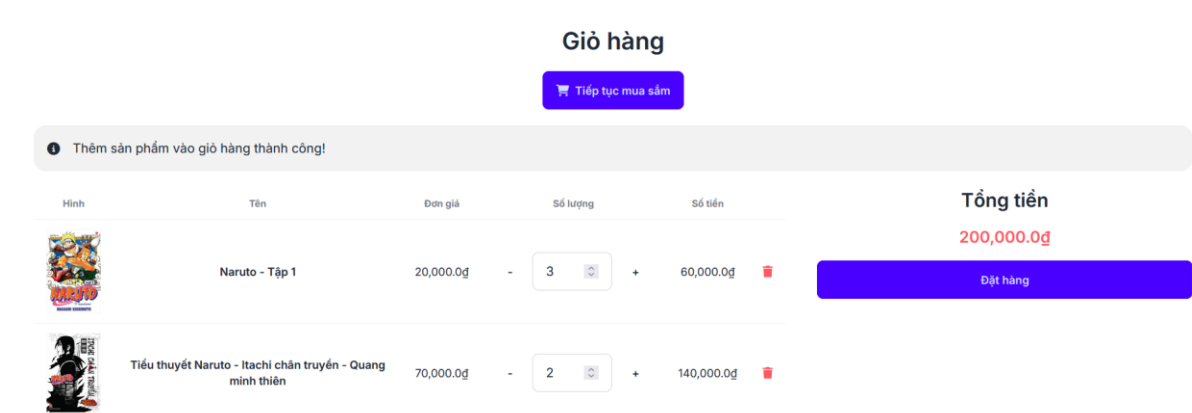 Giỏ hàng
Tiếp tục mua sắm
Thêm sản phẩm vào giỏ hàng thành công!
Hình Tên Đơn giá Số lượng Số tiền
Tổng tiền
200,000.0₫
Đặt hàng
NARUTO
Naruto - Tập 1 20,000.0₫ - 3 + 60,000.0₫
Tiểu thuyết Naruto - Itachi chân truyền - Quang
minh thiên
70,000.0₫ - 2 + 140,000.0₫